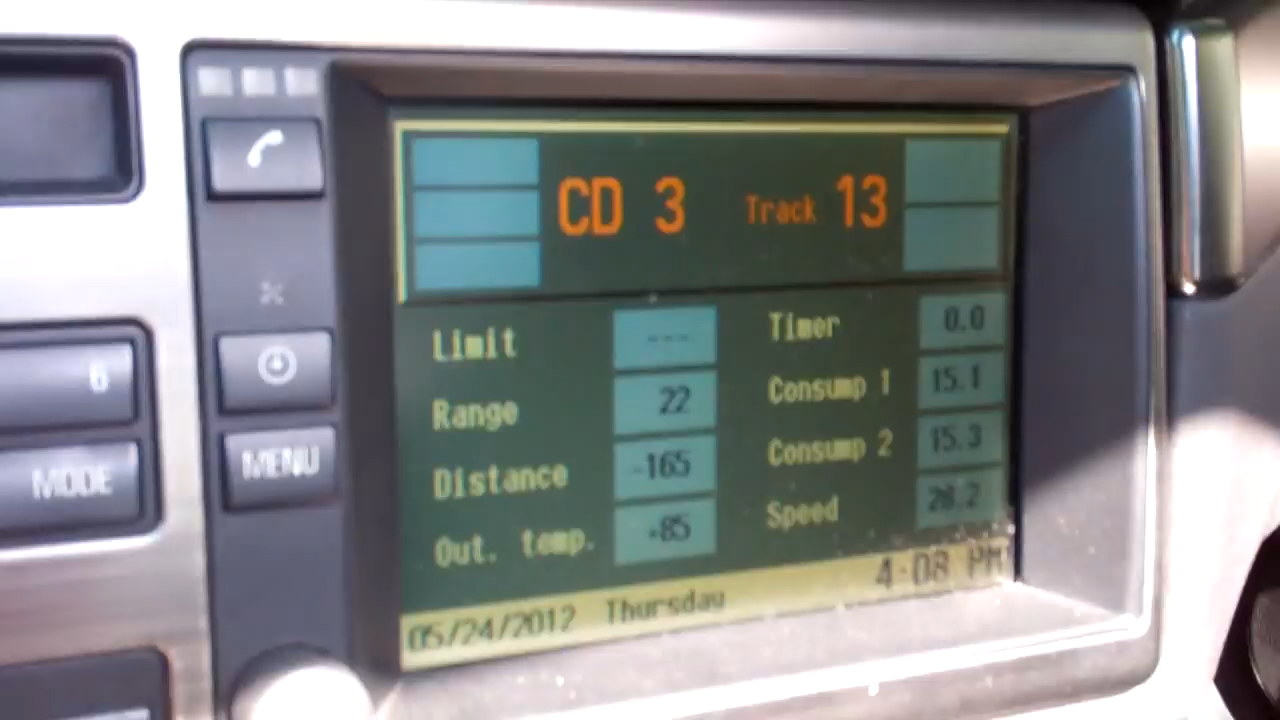 CD 3 Track 13
Limit ---
Range 22
Distance -165
Out. temp. +85
Timer 0.0
Consump 1 15.1
Consump 2 15.3
Speed 28.2
05/24/2012 Thursday 4:08 PM
6
MODE
MENU